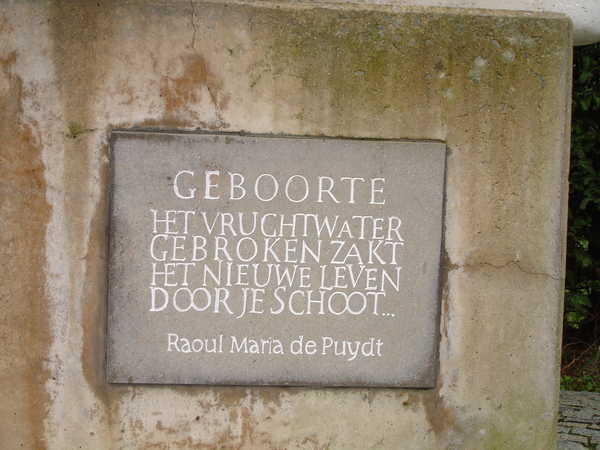 GEBOORTE
HET VRUCHTWATER
GEBROKEN ZAKT
HET NIEUWE LEVEN
DOOR JE SCHOOT...
Raoul Maria de Puydt